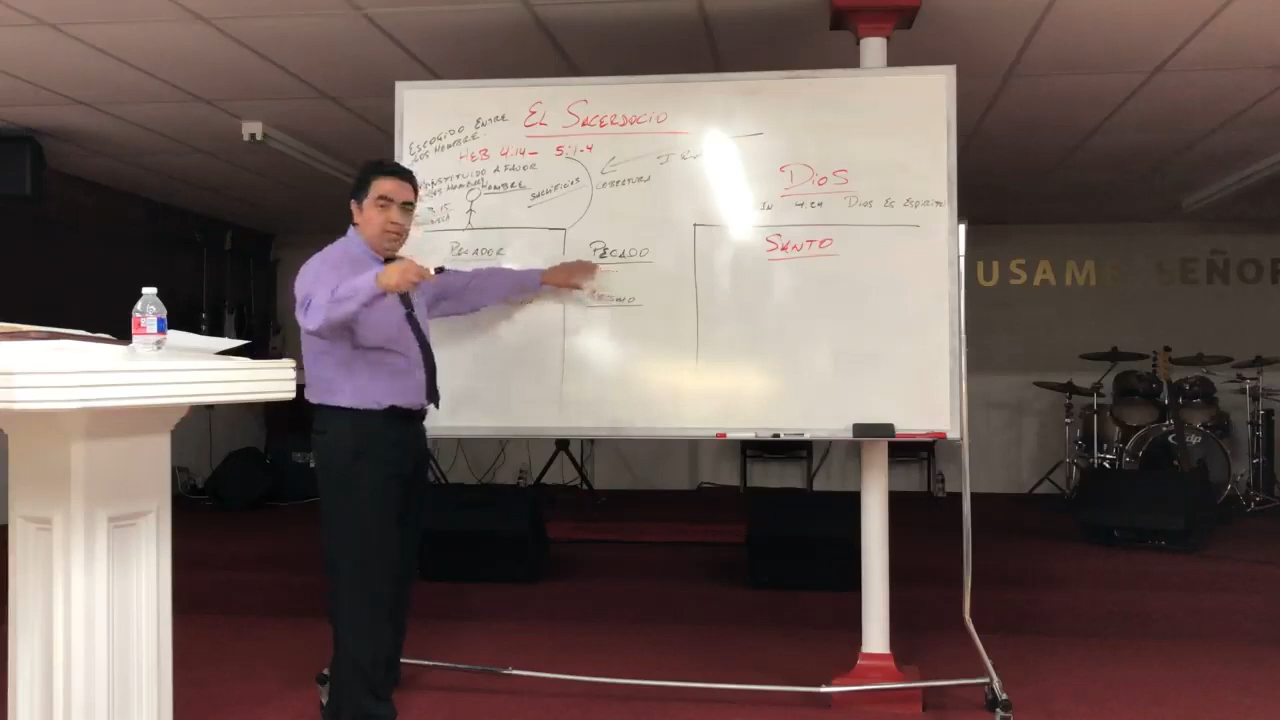 EL SACERDOCIO
ESCOGIDO ENTRE
LOS HOMBRE.
HEB 4:14- 5:1-4
A FAVOR
HOMBRE
SACRIFICIOS
COBERTURA
DIOS
4:24 DIOS ES ESPIRITU
PECADOR
PECADO
SANTO
USAME SEÑOR